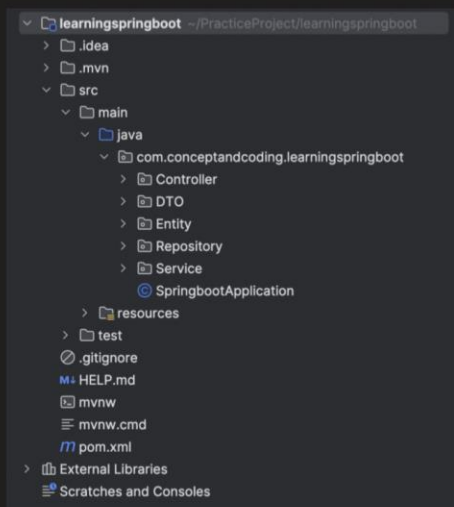 learningspringboot ~/PracticeProject/learningspringboot
.idea
.mvn
src
main
java
com.conceptandcoding.learningspringboot
Controller
DTO
Entity
Repository
Service
SpringbootApplication
resources
test
.gitignore
HELP.md
mvnw
mvnw.cmd
pom.xml
External Libraries
Scratches and Consoles